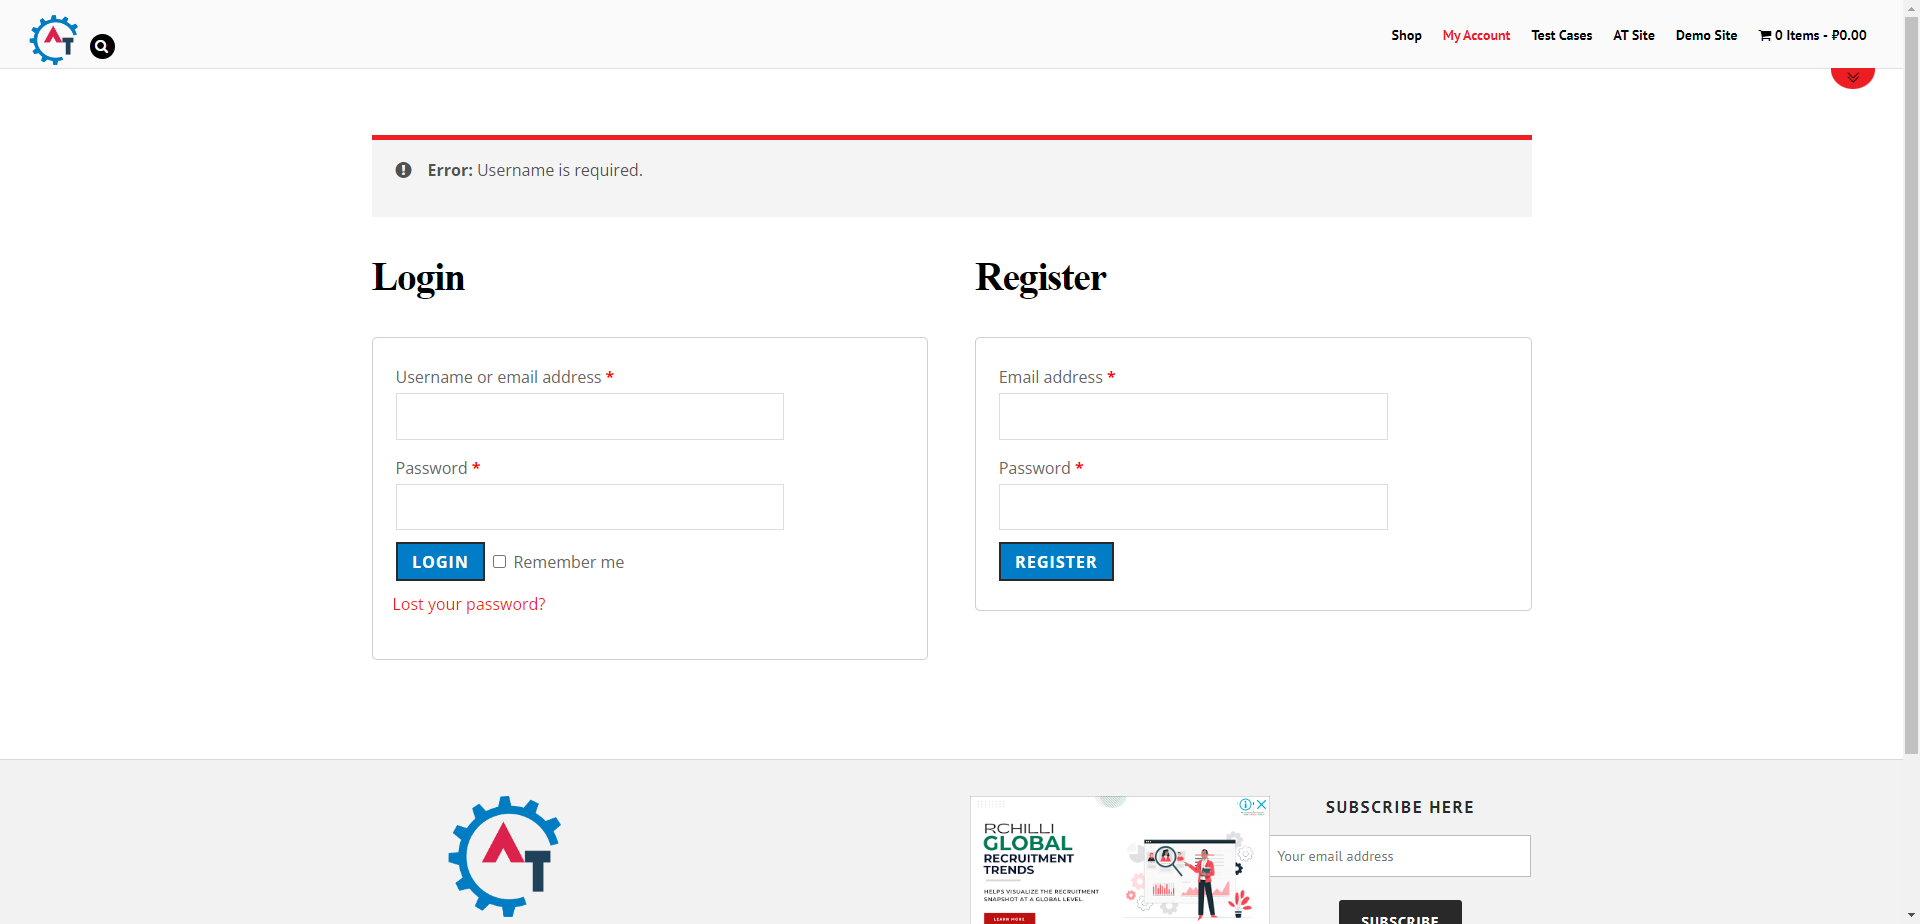 AT
Shop
My Account
Test Cases
AT Site
Demo Site
0 Items - ₽0.00
Error: Username is required.
Login
Username or email address *
Password *
LOGIN
Remember me
Lost your password?
Register
Email address *
Password *
REGISTER
AT
RCHILLI
GLOBAL
RECRUITMENT
TRENDS
HELPS VISUALIZE THE RECRUITMENT
SNAPSHOT AT A GLOBAL LEVEL.
LEARN MORE
SUBSCRIBE HERE
Your email address
SUBSCRIBE